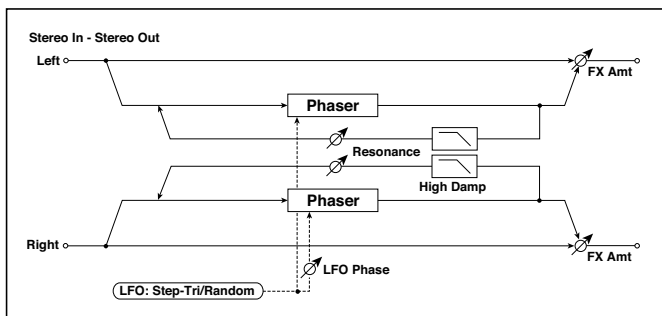 Stereo In - Stereo Out
Left
FX Amt
Phaser
Resonance
High Damp
Phaser
Right
FX Amt
LFO Phase
LFO: Step-Tri/Random